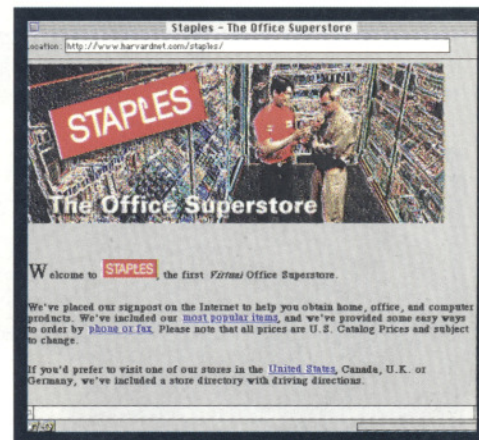 Staples - The Office Superstore
Location: http://www.harvardnet.com/staples/
STAPLES
The Office Superstore
Welcome to STAPLES, the first Virtual Office Superstore.
We've placed our signpost on the Internet to help you obtain home, office, and computer
products. We've included our most popular items, and we've provided some easy ways
to order by phone or fax. Please note that all prices are U.S. Catalog Prices and subject
to change.
If you'd prefer to visit one of our stores in the United States, Canada, U.K. or
Germany, we've included a store directory with driving directions.